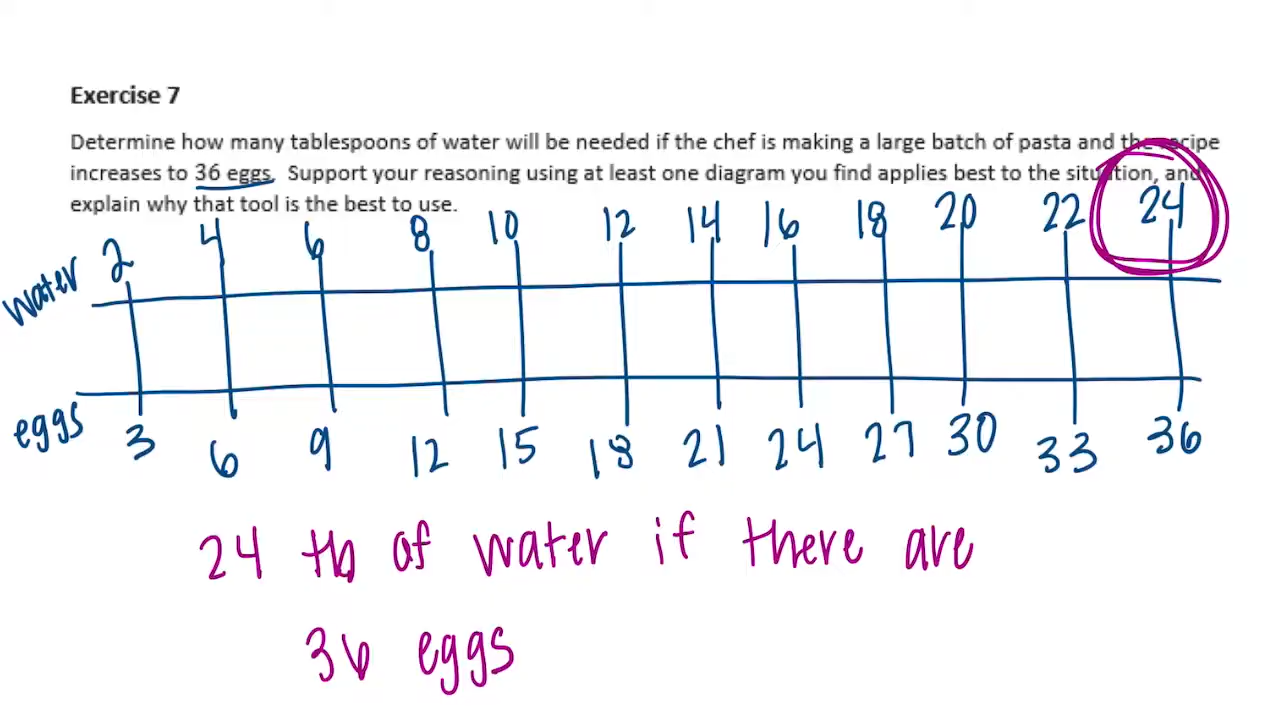 Exercise 7
Determine how many tablespoons of water will be needed if the chef is making a large batch of pasta and the recipe
increases to 36 eggs. Support your reasoning using at least one diagram you find applies best to the situation, and
explain why that tool is the best to use.
water 2 4 6 8 10 12 14 16 18 20 22 24
eggs 3 6 9 12 15 18 21 24 27 30 33 36
24 tb of water if there are
36 eggs